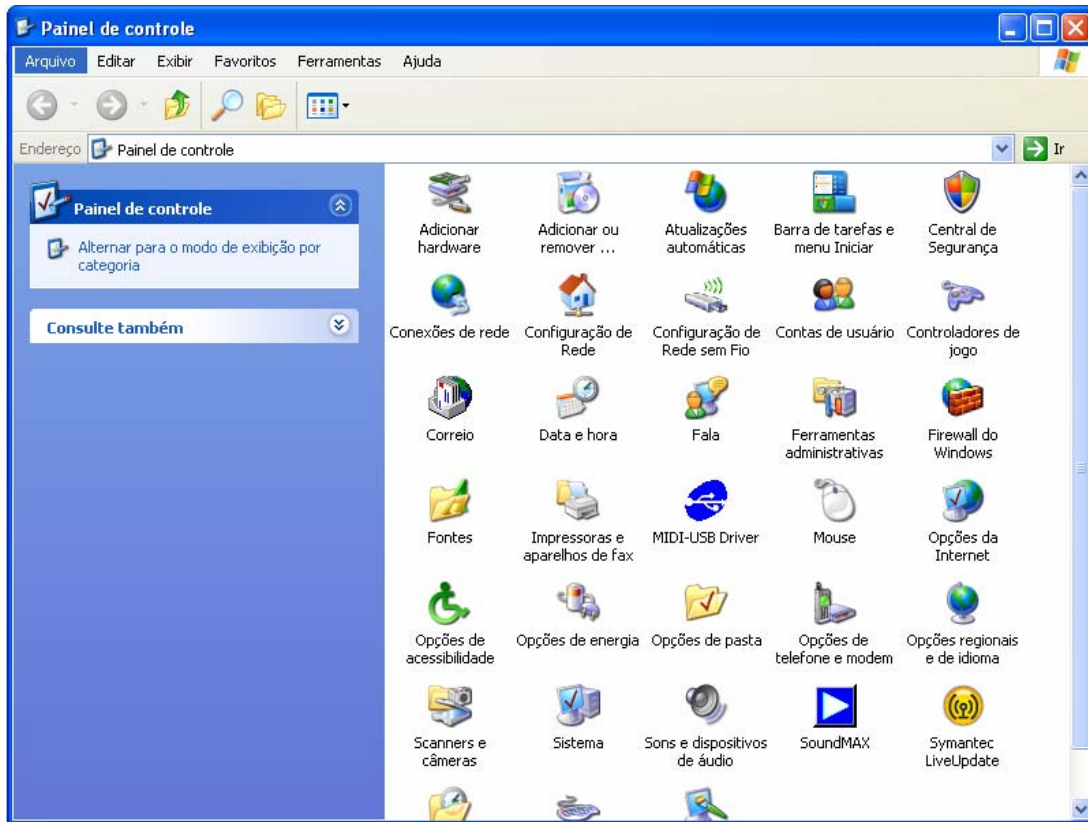 Painel de controle
Arquivo Editar Exibir Favoritos Ferramentas Ajuda
Endereço Painel de controle Ir
Painel de controle
Alternar para o modo de exibição por
categoria
Consulte também
Adicionar
hardware
Adicionar ou
remover ...
Atualizações
automáticas
Barra de tarefas e
menu Iniciar
Central de
Segurança
Conexões de rede
Configuração de
Rede
Configuração de
Rede sem Fio
Contas de usuário
Controladores de
jogo
Correio
Data e hora
Fala
Ferramentas
administrativas
Firewall do
Windows
Fontes
Impressoras e
aparelhos de fax
MIDI-USB Driver
Mouse
Opções da
Internet
Opções de
acessibilidade
Opções de energia
Opções de pasta
Opções de
telefone e modem
Opções regionais
e de idioma
Scanners e
câmeras
Sistema
Sons e dispositivos
de áudio
SoundMAX
Symantec
LiveUpdate